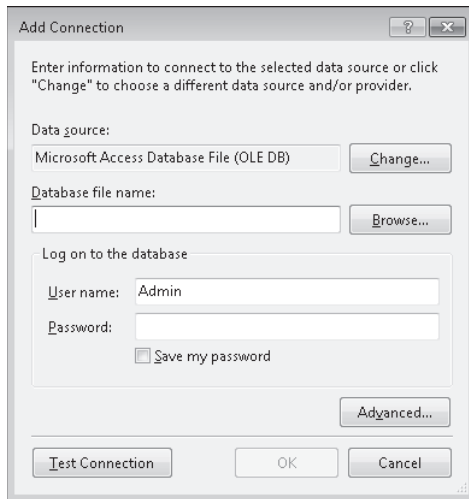 Add Connection
?
Enter information to connect to the selected data source or click
"Change" to choose a different data source and/or provider.
Data source:
Microsoft Access Database File (OLE DB)
Change...
Database file name:
Browse...
Log on to the database
User name:
Admin
Password:
Save my password
Advanced...
Test Connection
OK
Cancel